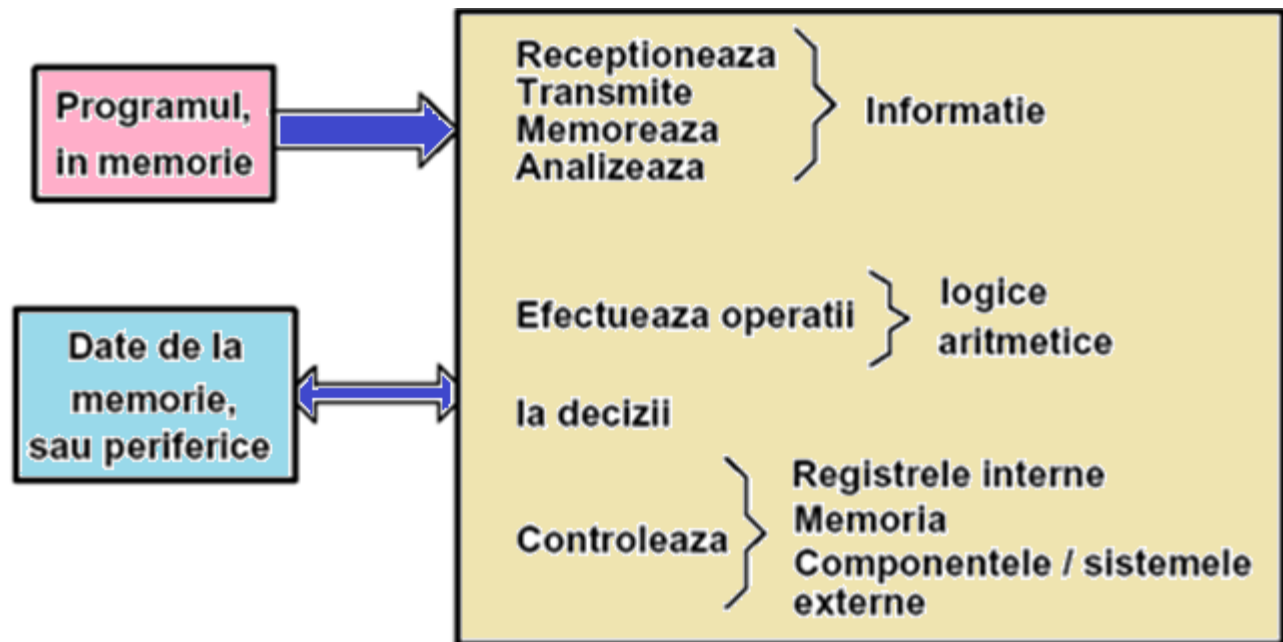 Programul,
in memorie
Date de la
memorie,
sau periferice
Receptioneaza
Transmite
Memoreaza
Analizeaza
Informatie
Efectueaza operatii
logice
aritmetice
Ia decizii
Controleaza
Registrele interne
Memoria
Componentele / sistemele
externe